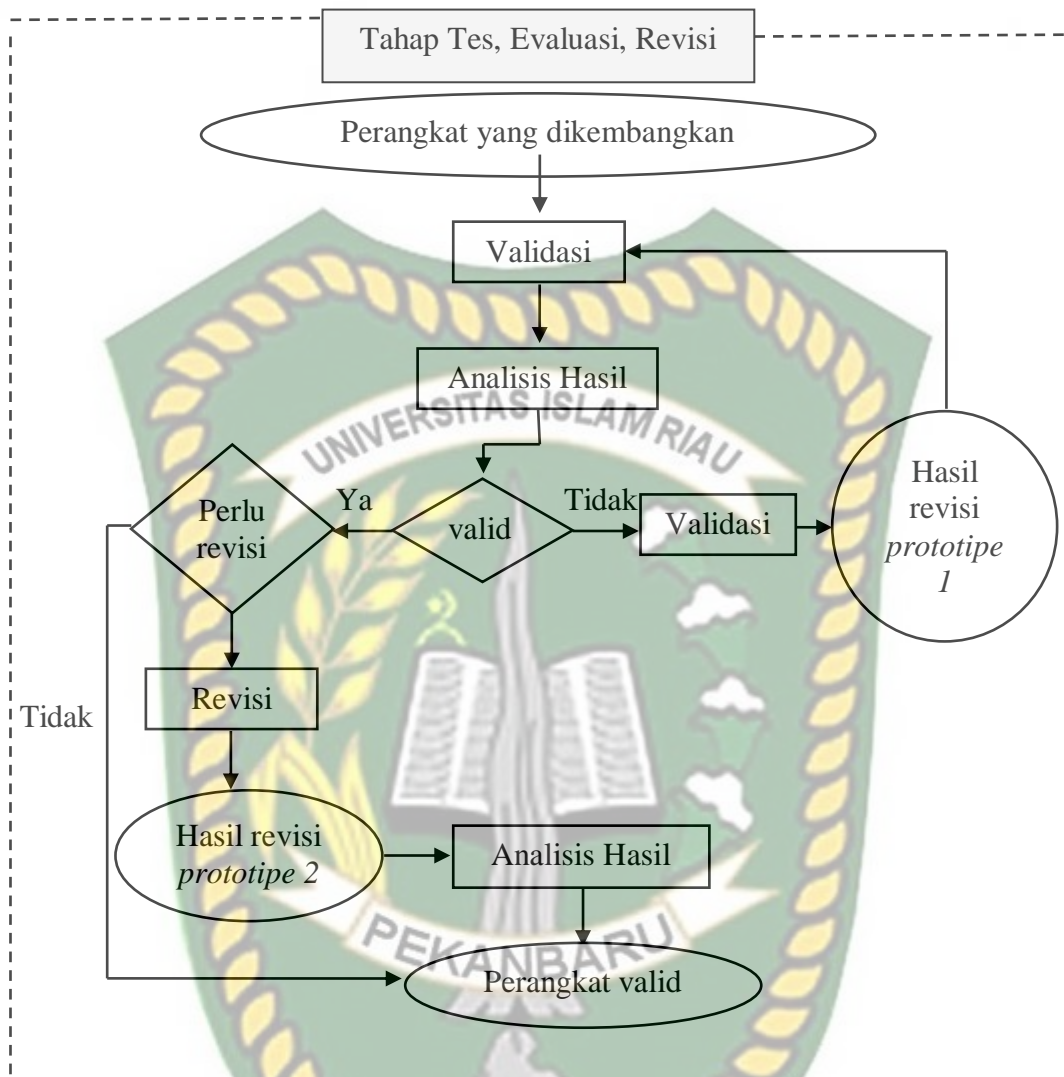 Tahap Tes, Evaluasi, Revisi
Perangkat yang dikembangkan
Validasi
Analisis Hasil
UNIVERSITAS ISLAM RIAU
Perlu
revisi
Ya
valid
Tidak
Validasi
Hasil
revisi
prototipe
1
Revisi
Tidak
Hasil revisi
prototipe 2
Analisis Hasil
PEKANBARU
Perangkat valid